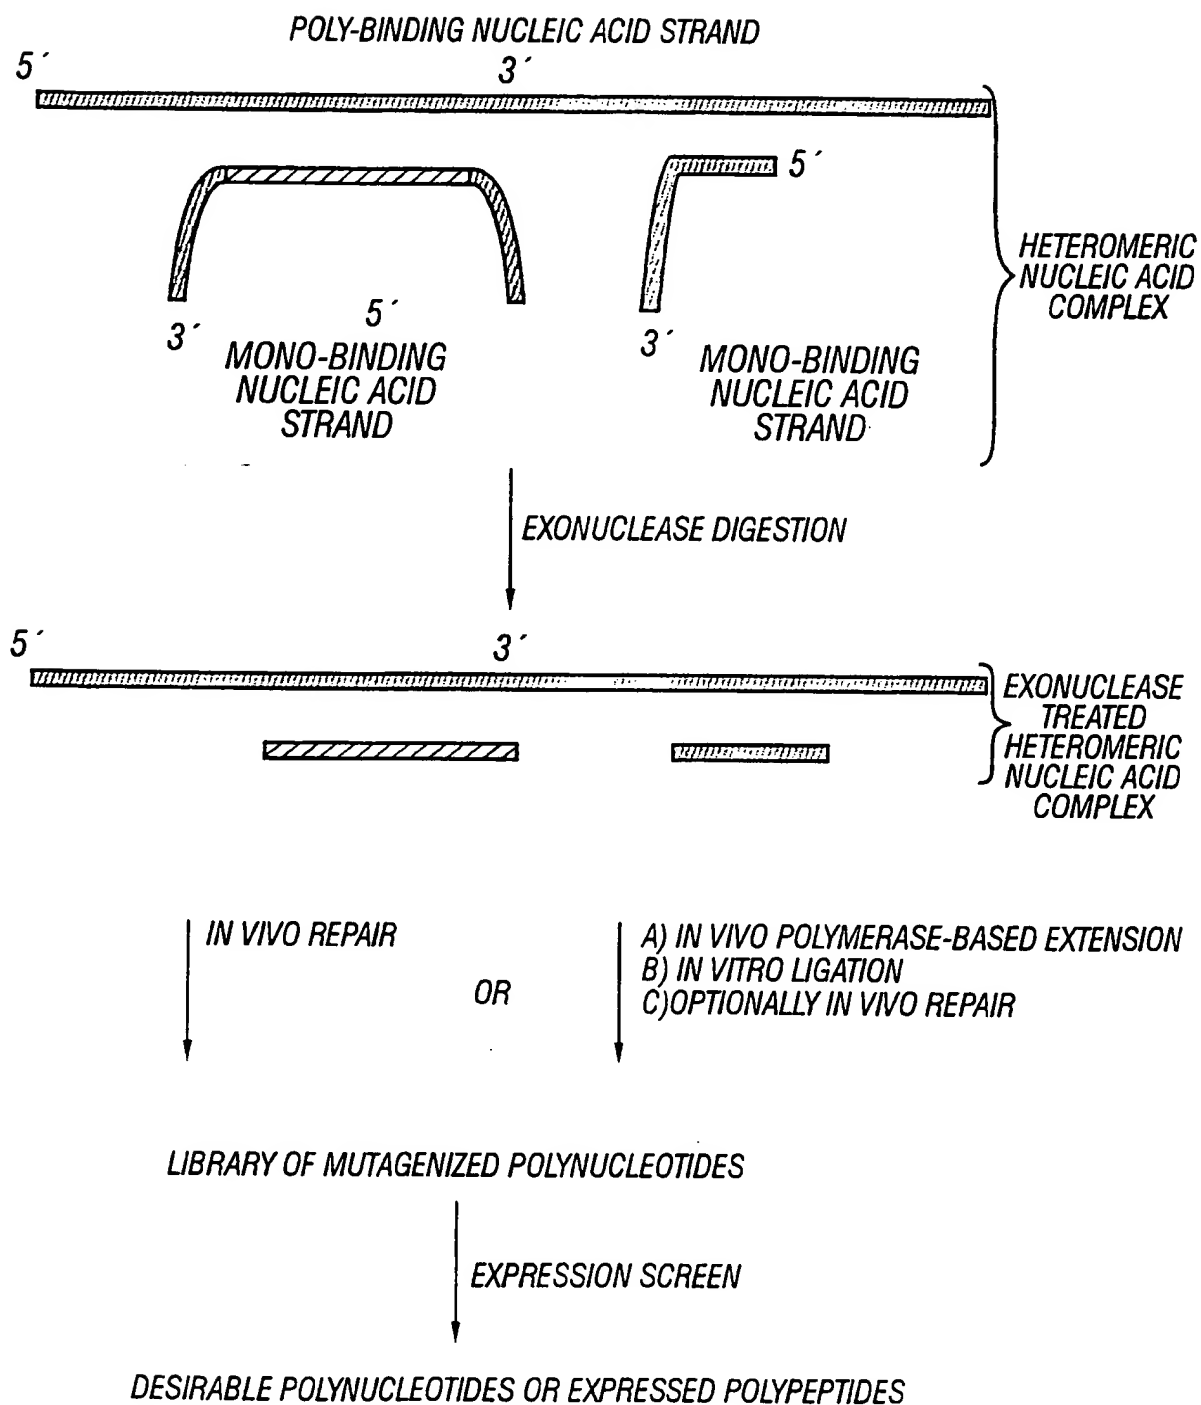 POLY-BINDING NUCLEIC ACID STRAND
5´
3´
5´
HETEROMERIC
NUCLEIC ACID
COMPLEX
3´
5´
3´
MONO-BINDING
NUCLEIC ACID
STRAND
MONO-BINDING
NUCLEIC ACID
STRAND
EXONUCLEASE DIGESTION
5´
3´
EXONUCLEASE
TREATED
HETEROMERIC
NUCLEIC ACID
COMPLEX
IN VIVO REPAIR
OR
A) IN VIVO POLYMERASE-BASED EXTENSION
B) IN VITRO LIGATION
C)OPTIONALLY IN VIVO REPAIR
LIBRARY OF MUTAGENIZED POLYNUCLEOTIDES
EXPRESSION SCREEN
DESIRABLE POLYNUCLEOTIDES OR EXPRESSED POLYPEPTIDES